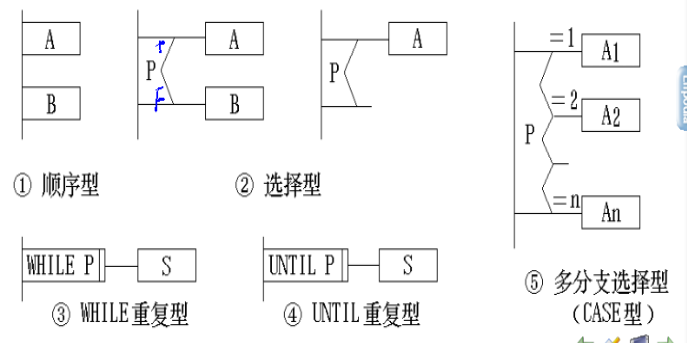 A
B
T
F
P
A
B
P
A
① 顺序型
② 选择型
P
=1
A1
=2
A2
=n
An
WHILE P
S
③ WHILE重复型
UNTIL P
S
④ UNTIL重复型
⑤ 多分支选择型
（CASE型）